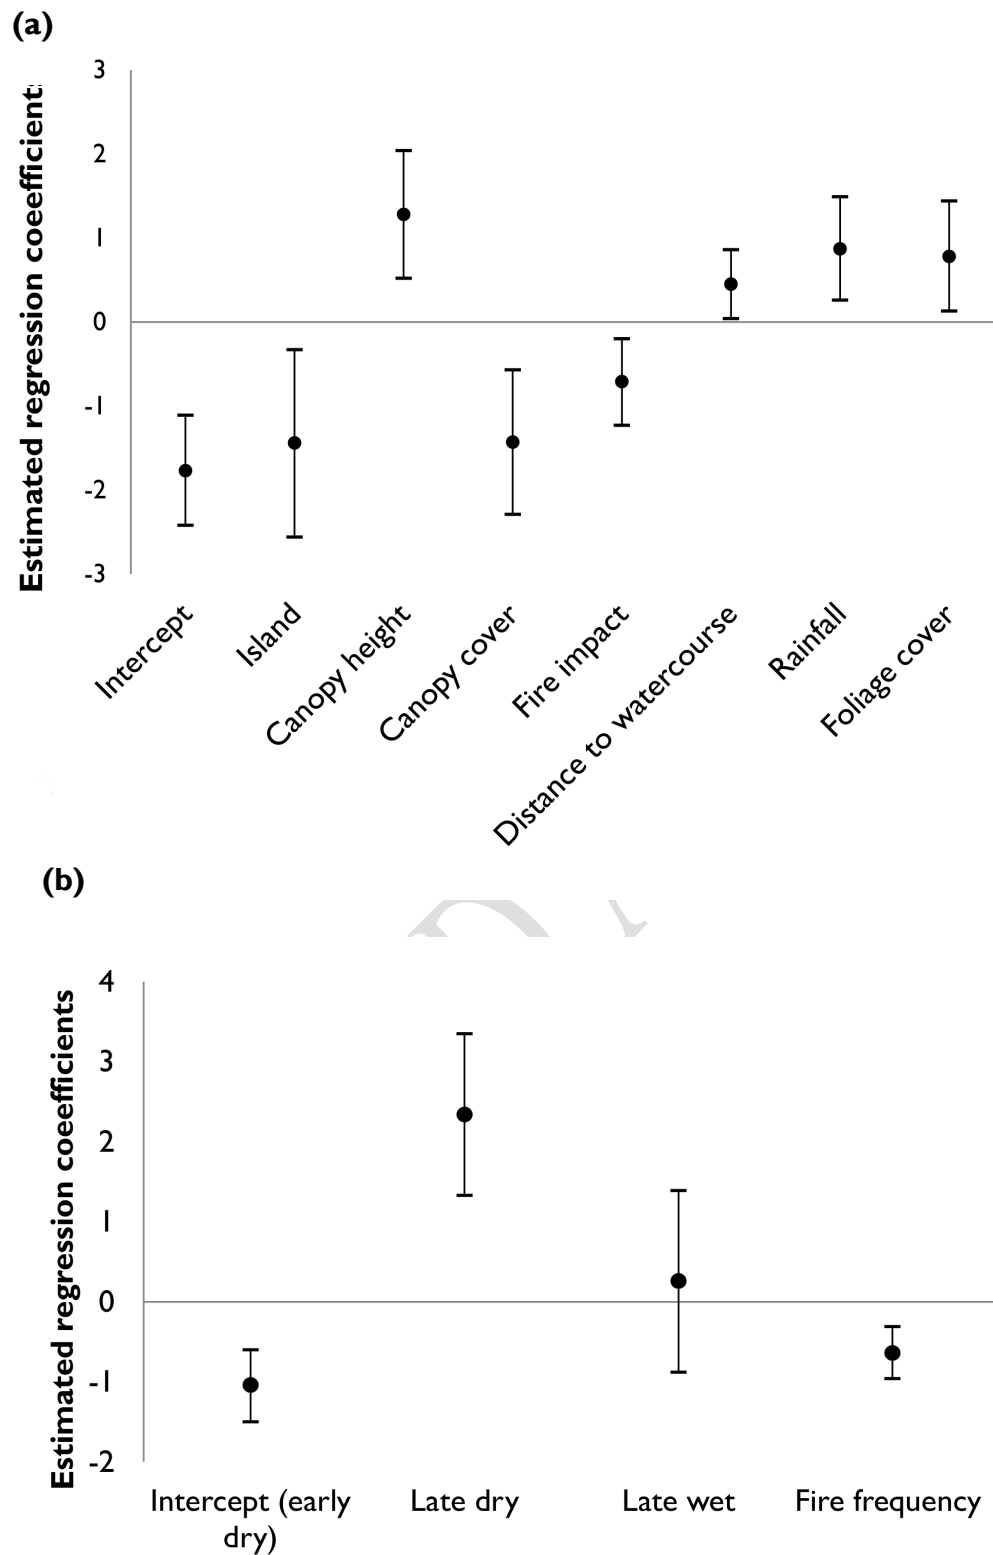 (a)
Estimated regression coeefficient
3
2
1
0
-1
-2
-3
Intercept
Island
Canopy height
Canopy cover
Fire impact
Distance to watercourse
Rainfall
Foliage cover
(b)
Estimated regression coeefficients
4
3
2
1
0
-1
-2
Intercept (early
dry)
Late dry
Late wet
Fire frequency